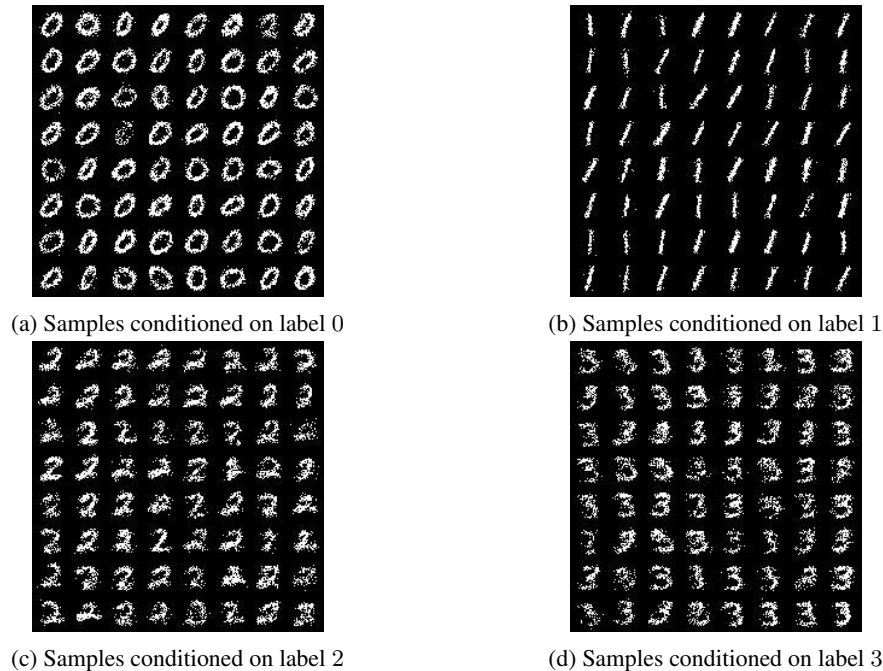 (a) Samples conditioned on label 0
(b) Samples conditioned on label 1
(c) Samples conditioned on label 2
(d) Samples conditioned on label 3